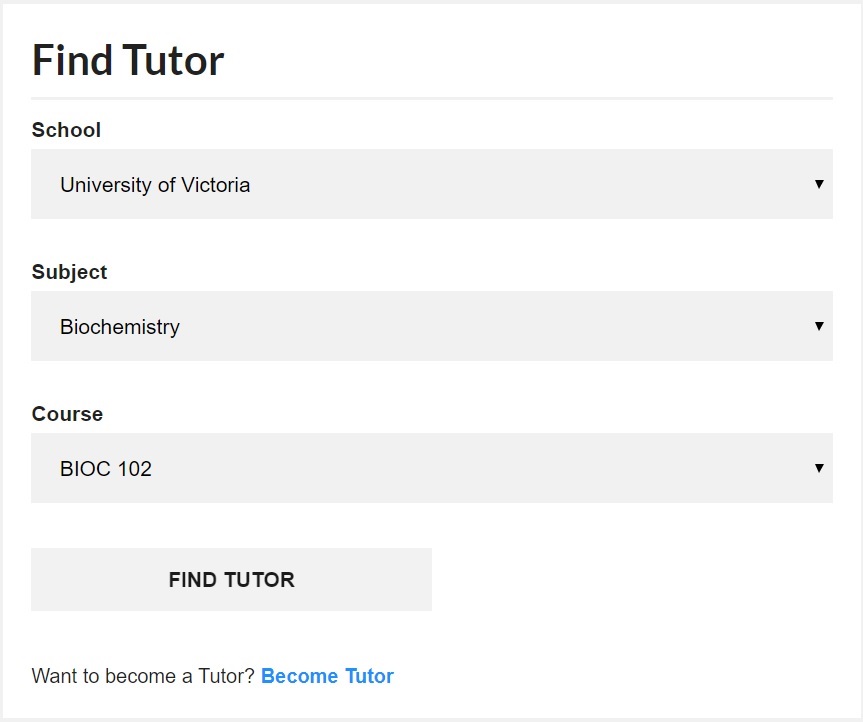 Find Tutor
School
University of Victoria
Subject
Biochemistry
Course
BIOC 102
FIND TUTOR
Want to become a Tutor? Become Tutor